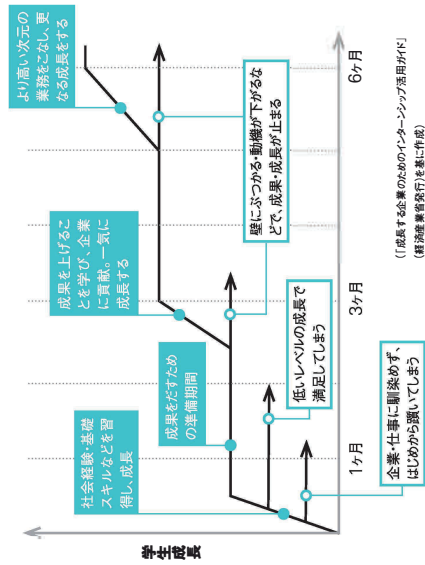 より高い次元の
業務をこなし、更
なる成長をする
成果を上げるこ
とを学び、企業
に貢献。一気に
成長する
成果をだすため
の準備期間
社会経験・基礎
スキルなどを習
得し、成長
壁にぶつかる・動機が下がるな
どで、成果・成長が止まる
低いレベルの成長で
満足してしまう
企業・仕事に馴染めず、
はじめから躓いてしまう
学生成長
1ヶ月
3ヶ月
6ヶ月
(「成長する企業のためのインターンシップ活用ガイド」
(経済産業省発行)を基に作成)